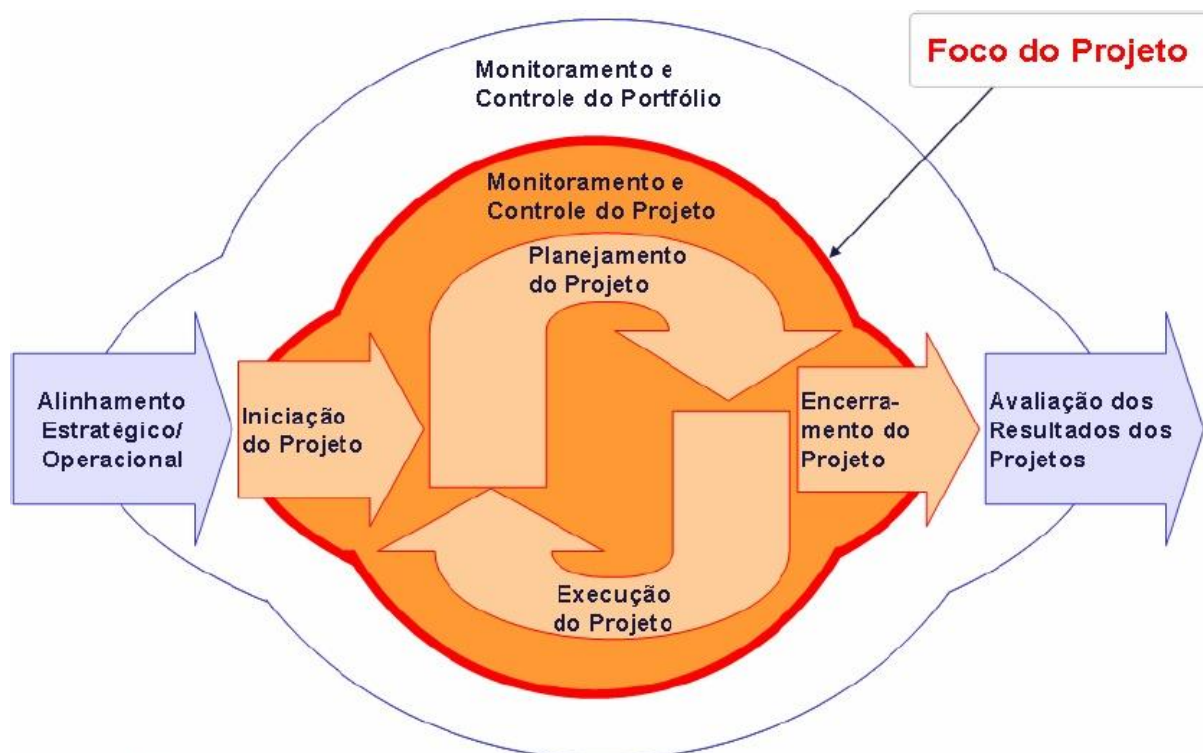 Foco do Projeto
Monitoramento e
Controle do Portfólio
Monitoramento e
Controle do Projeto
Planejamento
do Projeto
Alinhamento
Estratégico/
Operacional
Iniciação
do Projeto
Encerra-
mento do
Projeto
Avaliação dos
Resultados dos
Projetos
Execução
do Projeto